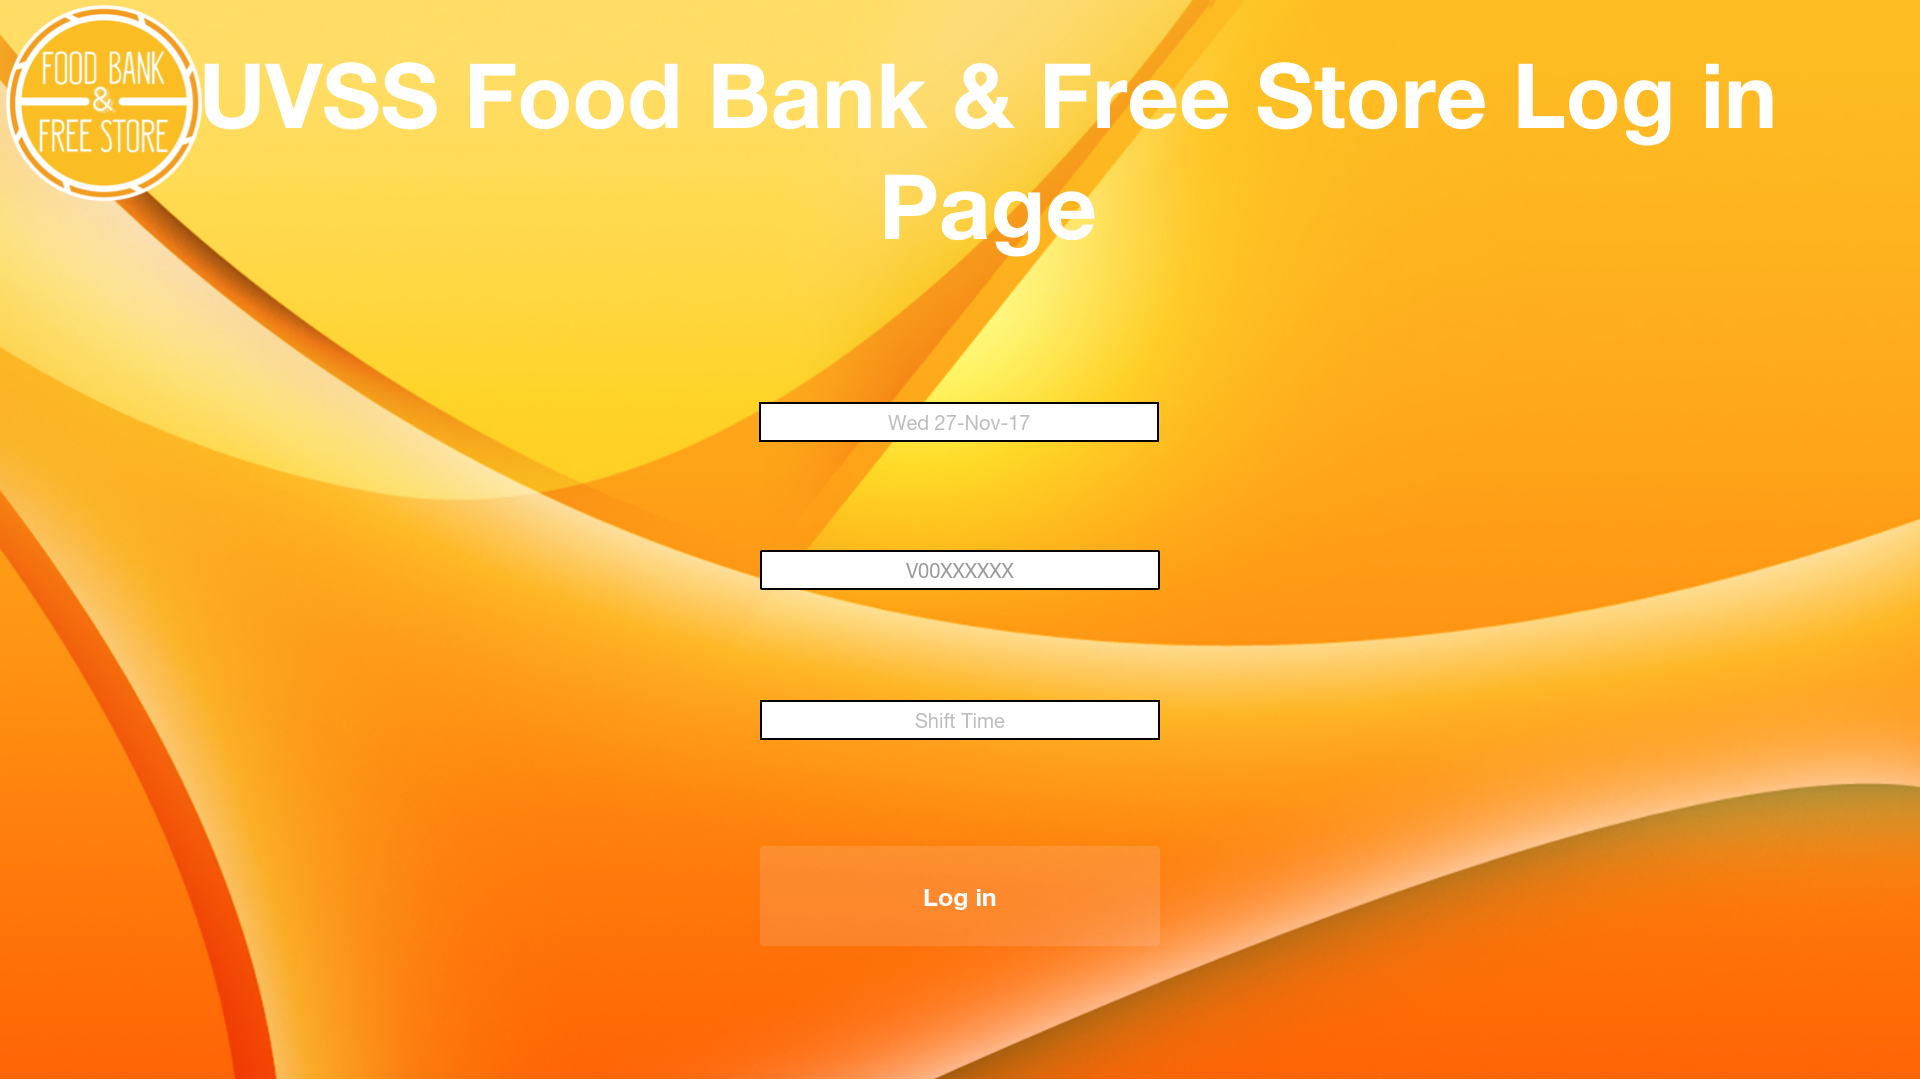 FOOD BANK
&
FREE STORE
UVSS Food Bank & Free Store Log in
Page
Wed 27-Nov-17
V00XXXXXX
Shift Time
Log in